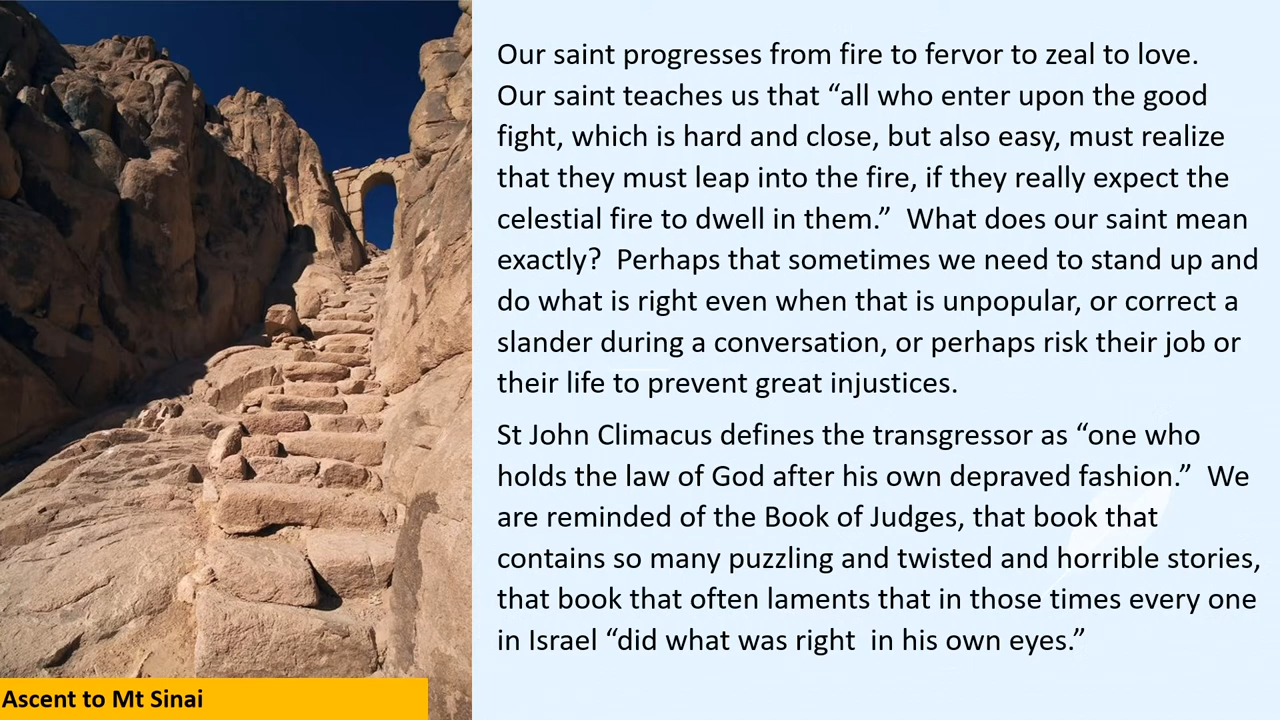 Our saint progresses from fire to fervor to zeal to love.
Our saint teaches us that “all who enter upon the good
fight, which is hard and close, but also easy, must realize
that they must leap into the fire, if they really expect the
celestial fire to dwell in them.”  What does our saint mean
exactly?  Perhaps that sometimes we need to stand up and
do what is right even when that is unpopular, or correct a
slander during a conversation, or perhaps risk their job or
their life to prevent great injustices.
St John Climacus defines the transgressor as “one who
holds the law of God after his own depraved fashion.”  We
are reminded of the Book of Judges, that book that
contains so many puzzling and twisted and horrible stories,
that book that often laments that in those times every one
in Israel “did what was right  in his own eyes.”
Ascent to Mt Sinai